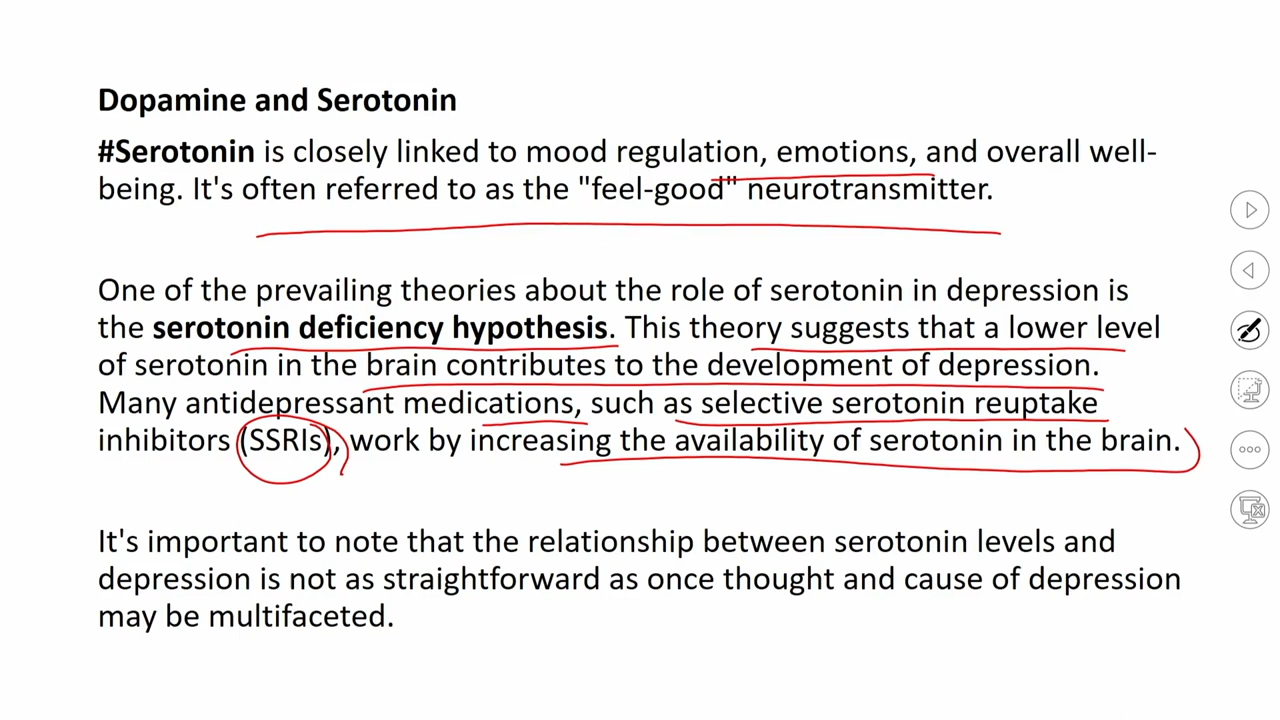 Dopamine and Serotonin
#Serotonin is closely linked to mood regulation, emotions, and overall well-
being. It's often referred to as the "feel-good" neurotransmitter.
One of the prevailing theories about the role of serotonin in depression is
the serotonin deficiency hypothesis. This theory suggests that a lower level
of serotonin in the brain contributes to the development of depression.
Many antidepressant medications, such as selective serotonin reuptake
inhibitors (SSRIs), work by increasing the availability of serotonin in the brain.
It's important to note that the relationship between serotonin levels and
depression is not as straightforward as once thought and cause of depression
may be multifaceted.